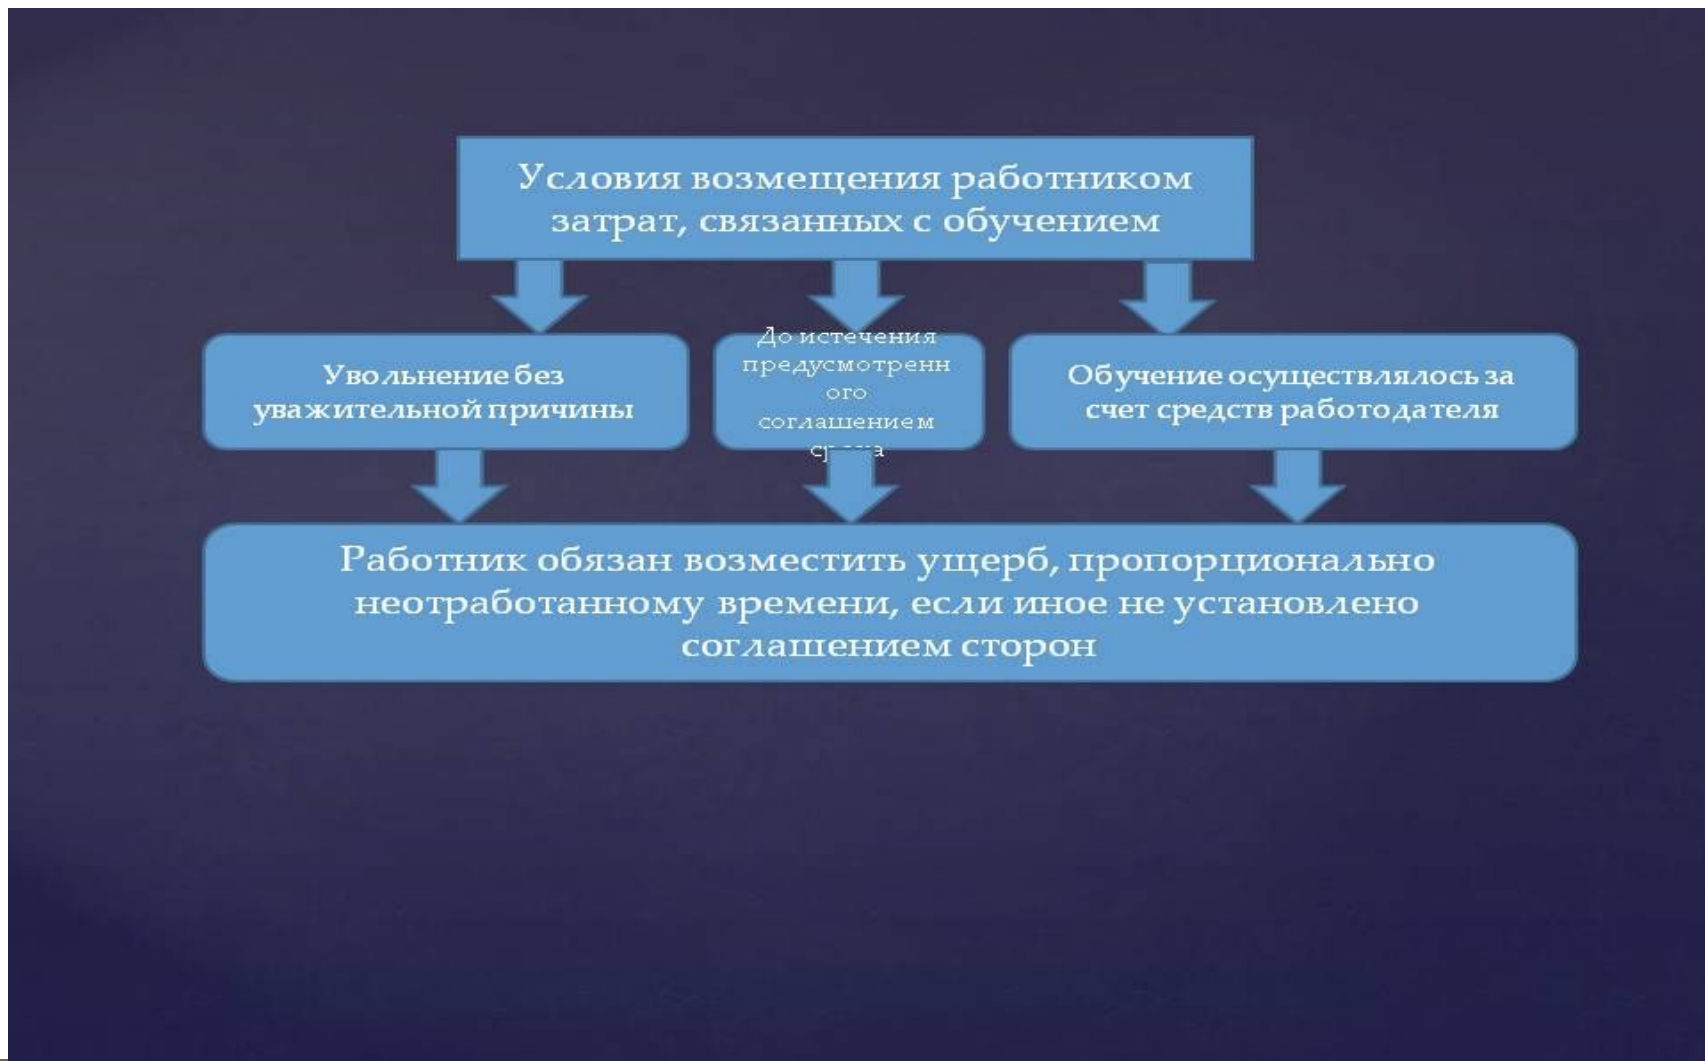 Условия возмещения работником
затрат, связанных с обучением
Увольнение без
уважительной причины
До истечения
предусмотренн
ого
соглашением
Обучение осуществлялось за
счет средств работодателя
Работник обязан возместить ущерб, пропорционально
неотработанному времени, если иное не установлено
соглашением сторон